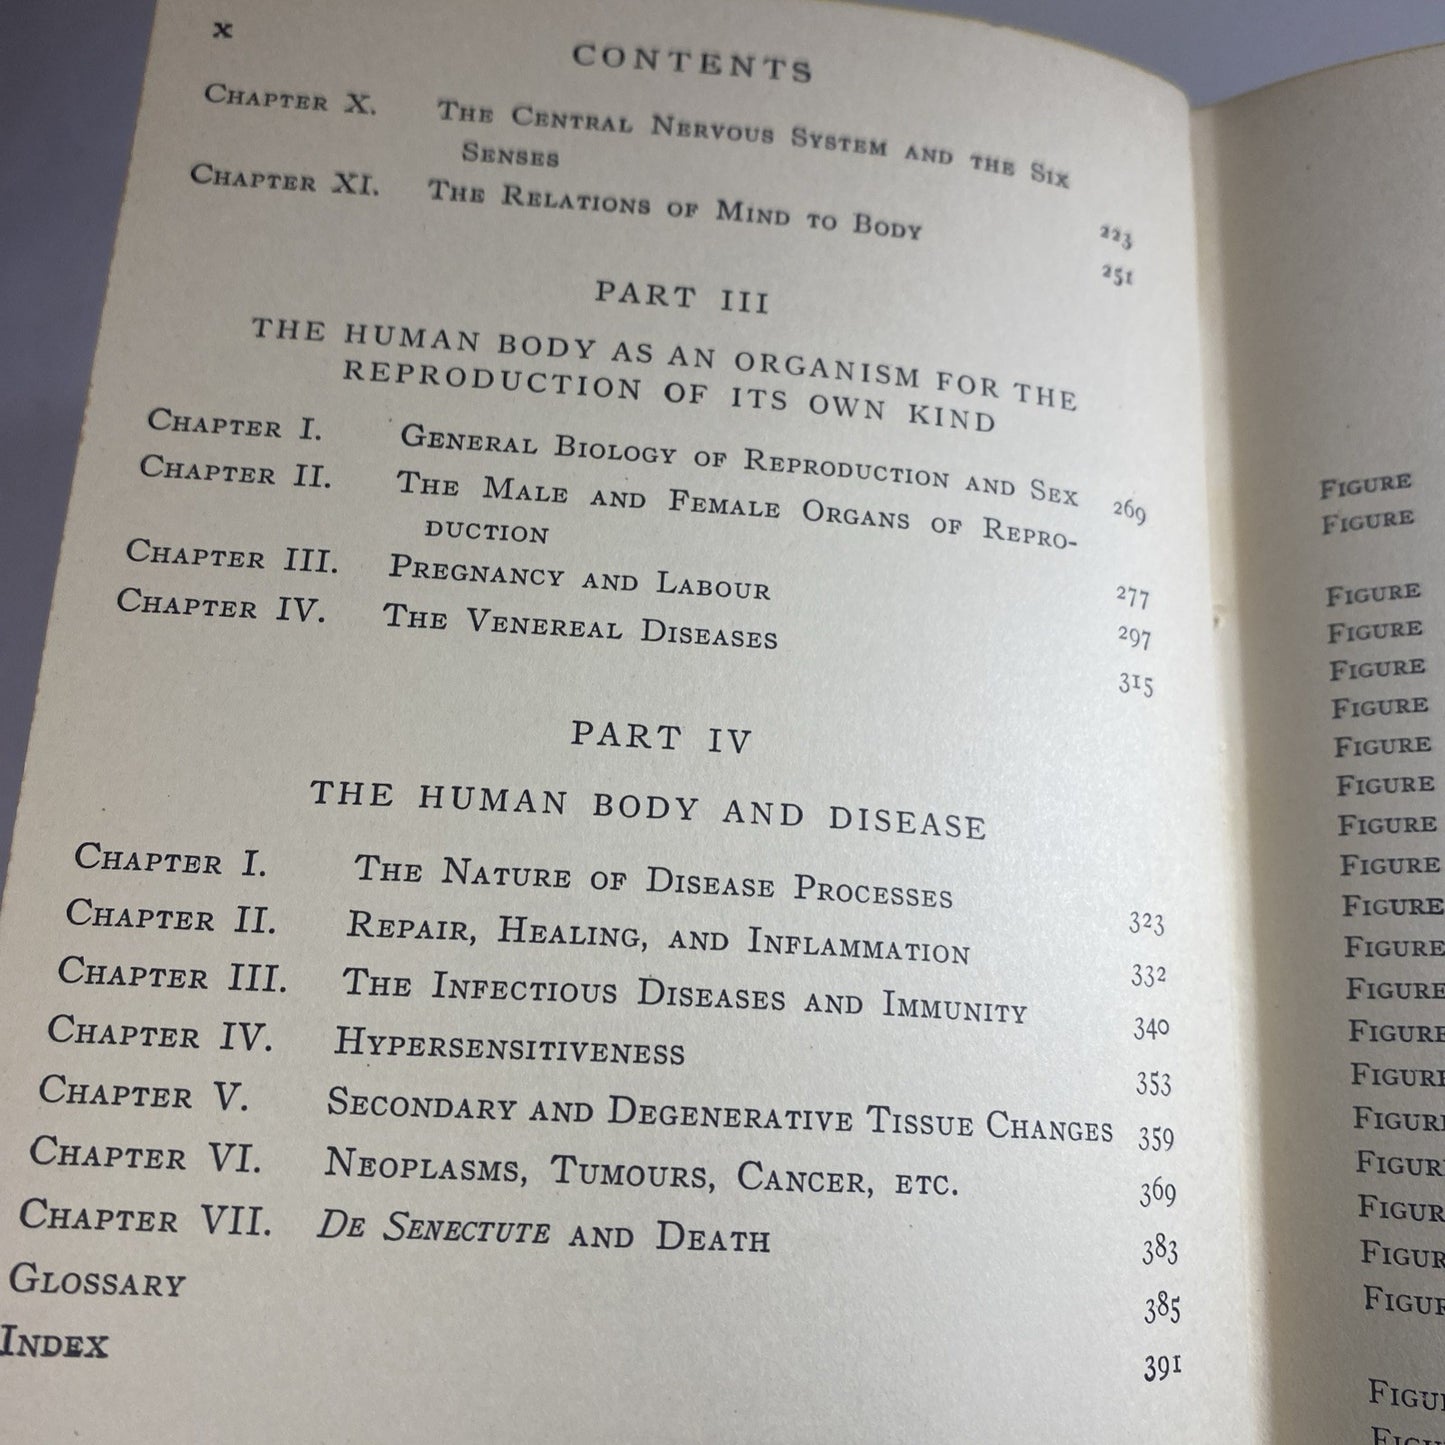 x
CONTENTS
CHAPTER X. THE CENTRAL NERVOUS SYSTEM AND THE SIX
SENSES 223
CHAPTER XI. THE RELATIONS OF MIND TO BODY 251
PART III
THE HUMAN BODY AS AN ORGANISM FOR THE
REPRODUCTION OF ITS OWN KIND
CHAPTER I. GENERAL BIOLOGY OF REPRODUCTION AND SEX 269
CHAPTER II. THE MALE AND FEMALE ORGANS OF REPRO-
DUCTION 277
CHAPTER III. PREGNANCY AND LABOUR 297
CHAPTER IV. THE VENEREAL DISEASES 315
PART IV
THE HUMAN BODY AND DISEASE
CHAPTER I. THE NATURE OF DISEASE PROCESSES 323
CHAPTER II. REPAIR, HEALING, AND INFLAMMATION 332
CHAPTER III. THE INFECTIOUS DISEASES AND IMMUNITY 340
CHAPTER IV. HYPERSENSITIVENESS 353
CHAPTER V. SECONDARY AND DEGENERATIVE TISSUE CHANGES 359
CHAPTER VI. NEOPLASMS, TUMOURS, CANCER, ETC. 369
CHAPTER VII. DE SENECTUTE AND DEATH 383
GLOSSARY 385
INDEX 391
FIGURE
FIGURE
FIGURE
FIGURE
FIGURE
FIGURE
FIGURE
FIGURE
FIGURE
FIGURE
FIGURE
FIGURE
FIGURE
FIGURE